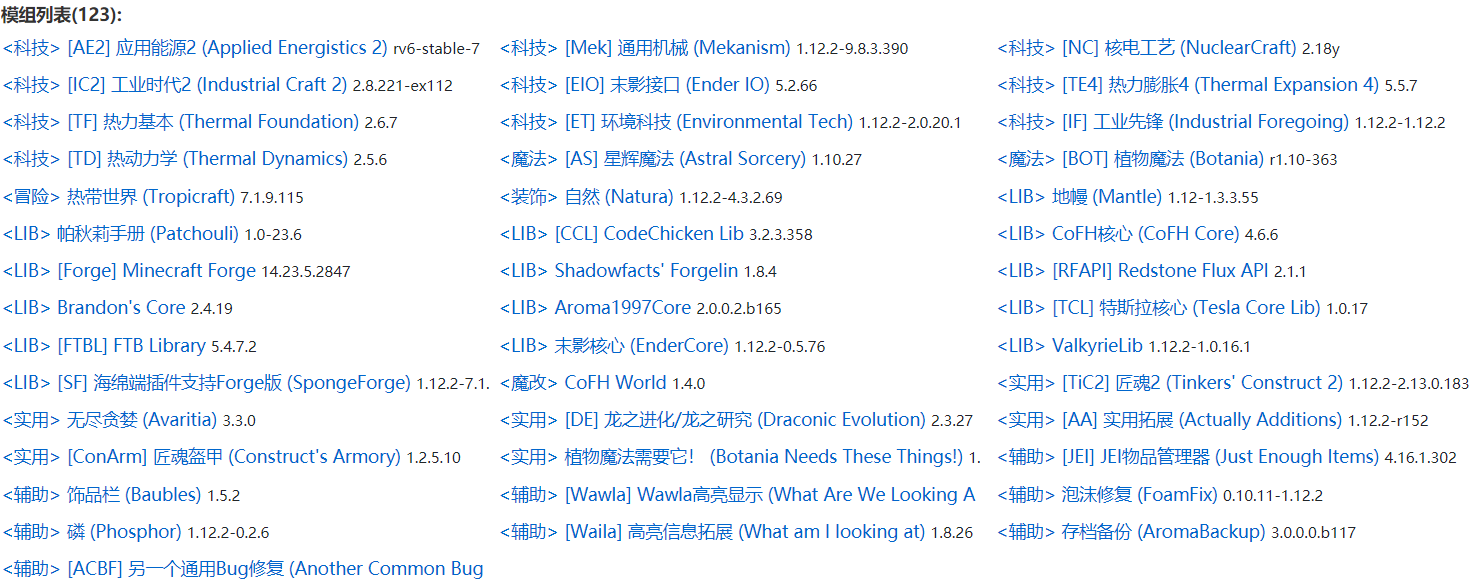 模组列表(123):
<科技> [AE2] 应用能源2 (Applied Energistics 2) rv6-stable-7 <科技> [Mek] 通用机械 (Mekanism) 1.12.2-9.8.3.390 <科技> [NC] 核电工艺 (NuclearCraft) 2.18y
<科技> [IC2] 工业时代2 (Industrial Craft 2) 2.8.221-ex112 <科技> [EIO] 末影接口 (Ender IO) 5.2.66 <科技> [TE4] 热力膨胀4 (Thermal Expansion 4) 5.5.7
<科技> [TF] 热力基本 (Thermal Foundation) 2.6.7 <科技> [ET] 环境科技 (Environmental Tech) 1.12.2-2.0.20.1 <科技> [IF] 工业先锋 (Industrial Foregoing) 1.12.2-1.12.2
<科技> [TD] 热动力学 (Thermal Dynamics) 2.5.6 <魔法> [AS] 星辉魔法 (Astral Sorcery) 1.10.27 <魔法> [BOT] 植物魔法 (Botania) r1.10-363
<冒险> 热带世界 (Tropicraft) 7.1.9.115 <装饰> 自然 (Natura) 1.12.2-4.3.2.69 <LIB> 地幔 (Mantle) 1.12-1.3.3.55
<LIB> 帕秋莉手册 (Patchouli) 1.0-23.6 <LIB> [CCL] CodeChicken Lib 3.2.3.358 <LIB> CoFH核心 (CoFH Core) 4.6.6
<LIB> [Forge] Minecraft Forge 14.23.5.2847 <LIB> Shadowfacts' Forgelin 1.8.4 <LIB> [RFAPI] Redstone Flux API 2.1.1
<LIB> Brandon's Core 2.4.19 <LIB> Aroma1997Core 2.0.0.2.b165 <LIB> [TCL] 特斯拉核心 (Tesla Core Lib) 1.0.17
<LIB> [FTBL] FTB Library 5.4.7.2 <LIB> 末影核心 (EnderCore) 1.12.2-0.5.76 <LIB> ValkyrieLib 1.12.2-1.0.16.1
<LIB> [SF] 海绵端插件支持Forge版 (SpongeForge) 1.12.2-7.1. <魔改> CoFH World 1.4.0 <实用> [TiC2] 匠魂2 (Tinkers' Construct 2) 1.12.2-2.13.0.183
<实用> 无尽贪婪 (Avaritia) 3.3.0 <实用> [DE] 龙之进化/龙之研究 (Draconic Evolution) 2.3.27 <实用> [AA] 实用拓展 (Actually Additions) 1.12.2-r152
<实用> [ConArm] 匠魂盔甲 (Construct's Armory) 1.2.5.10 <实用> 植物魔法需要它！ (Botania Needs These Things!) 1. <辅助> [JEI] JEI物品管理器 (Just Enough Items) 4.16.1.302
<辅助> 饰品栏 (Baubles) 1.5.2 <辅助> [Wawla] Wawla高亮显示 (What Are We Looking A <辅助> 泡沫修复 (FoamFix) 0.10.11-1.12.2
<辅助> 磷 (Phosphor) 1.12.2-0.2.6 <辅助> [Waila] 高亮信息拓展 (What am I looking at) 1.8.26 <辅助> 存档备份 (AromaBackup) 3.0.0.0.b117
<辅助> [ACBF] 另一个通用Bug修复 (Another Common Bug